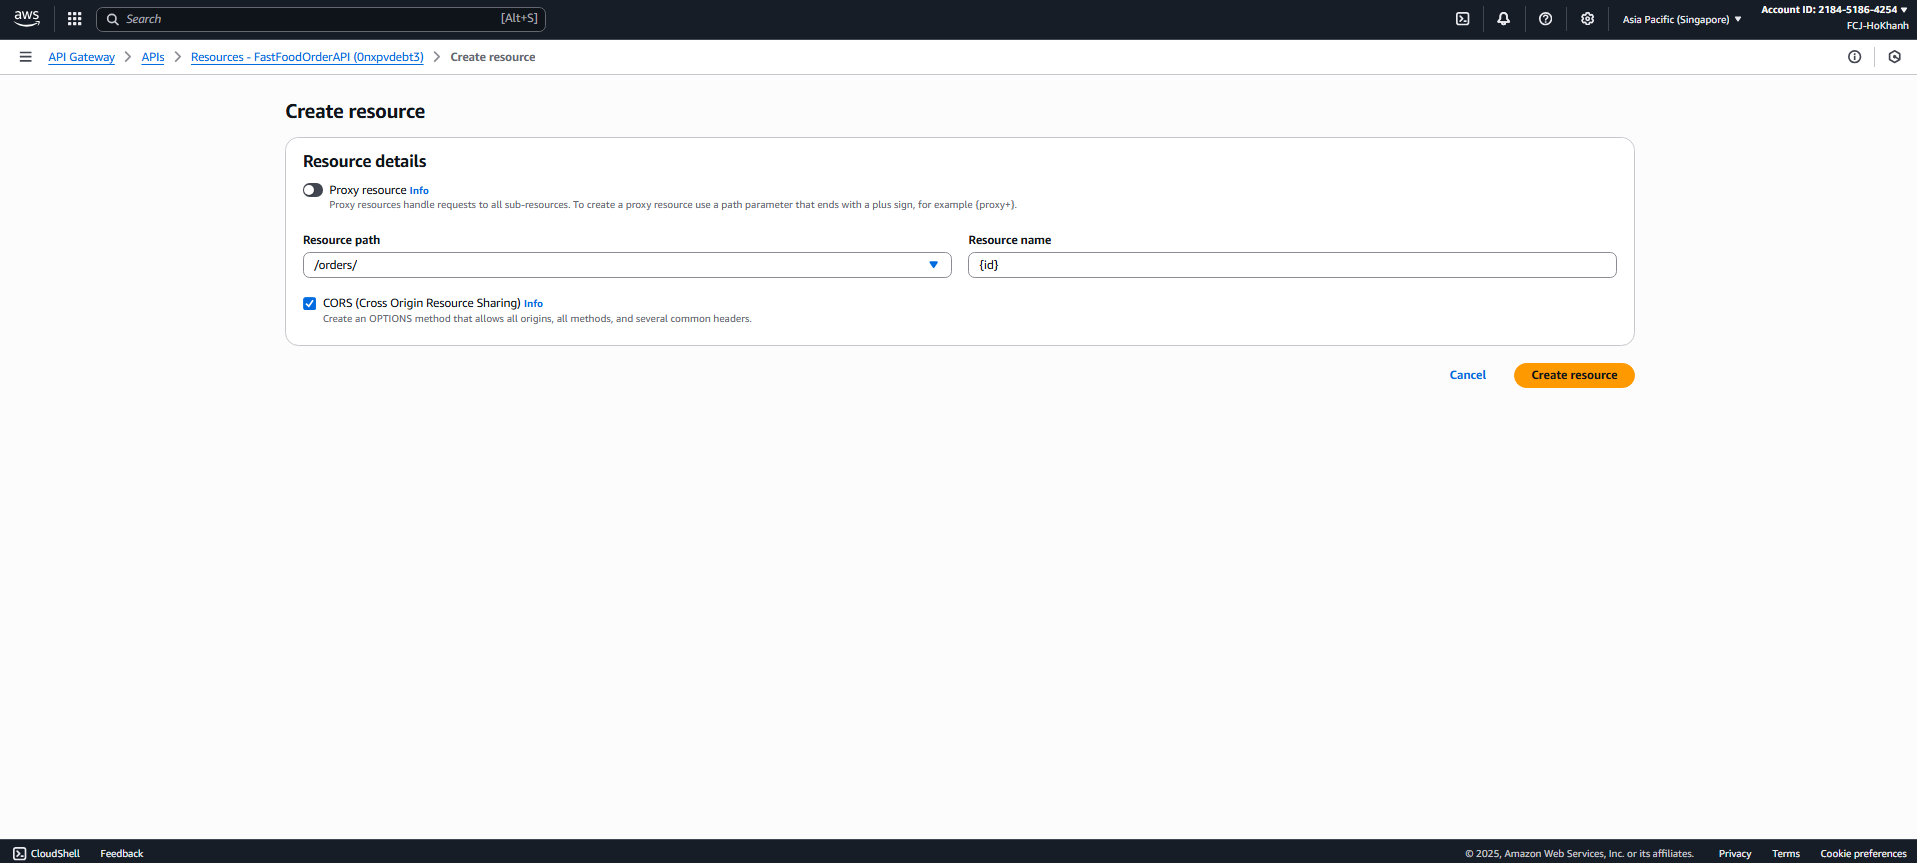 aws
Search [Alt+S]
Asia Pacific (Singapore)
Account ID: 2184-5186-4254
FCJ-HoKhanh
API Gateway
APIs
Resources - FastFoodOrderAPI (0nxpvdebt3)
Create resource
Create resource
Resource details
Proxy resource Info
Proxy resources handle requests to all sub-resources. To create a proxy resource use a path parameter that ends with a plus sign, for example {proxy+}.
Resource path
/orders/
Resource name
{id}
CORS (Cross Origin Resource Sharing) Info
Create an OPTIONS method that allows all origins, all methods, and several common headers.
Cancel
Create resource
CloudShell
Feedback
© 2025, Amazon Web Services, Inc. or its affiliates.
Privacy
Terms
Cookie preferences